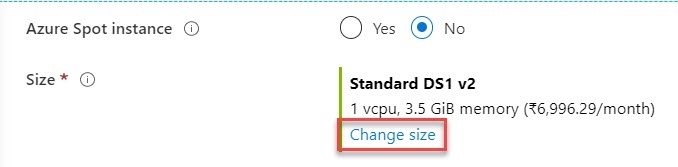 Azure Spot instance Yes No
Size * Standard DS1 v2
1 vcpu, 3.5 GiB memory (₹6,996.29/month)
Change size